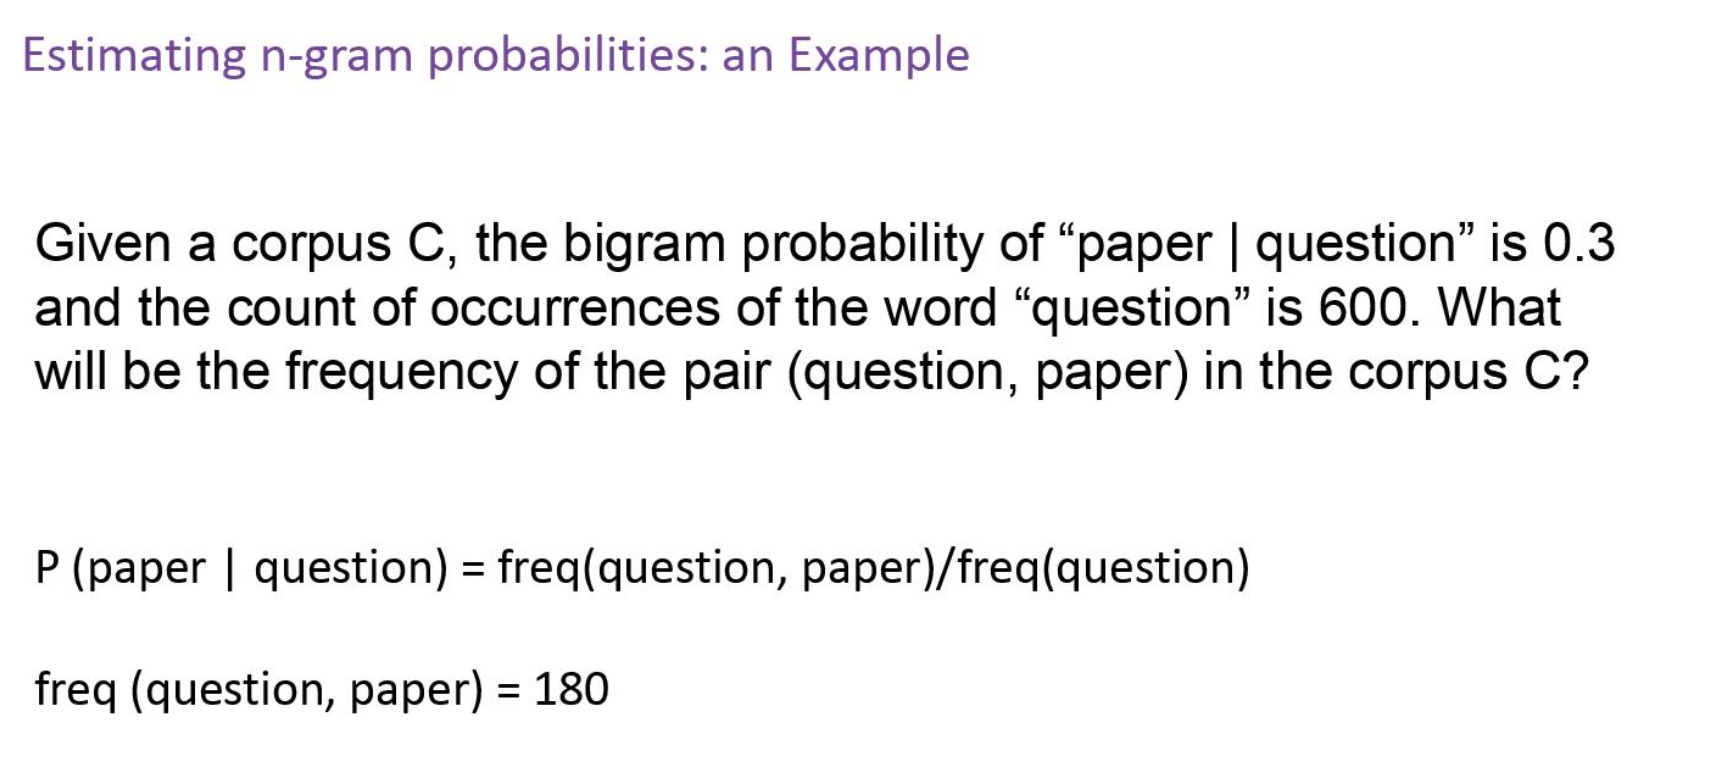 Estimating n-gram probabilities: an Example
Given a corpus C, the bigram probability of “paper | question” is 0.3
and the count of occurrences of the word “question” is 600. What
will be the frequency of the pair (question, paper) in the corpus C?
P (paper | question) = freq(question, paper)/freq(question)
freq (question, paper) = 180